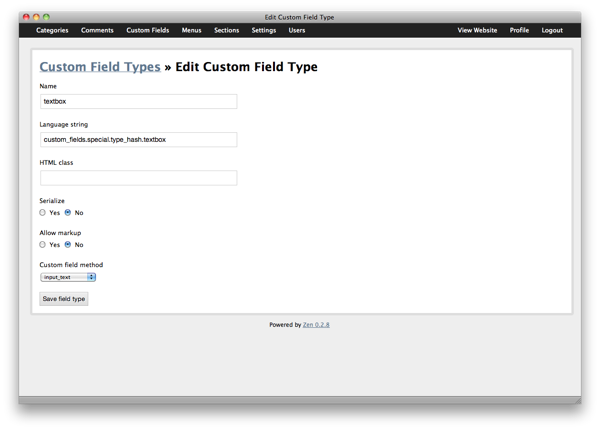 Edit Custom Field Type
Categories Comments Custom Fields Menus Sections Settings Users View Website Profile Logout
Custom Field Types » Edit Custom Field Type
Name
textbox
Language string
custom_fields.special.type_hash.textbox
HTML class
Serialize
Yes No
Allow markup
Yes No
Custom field method
input_text
Save field type
Powered by Zen 0.2.8